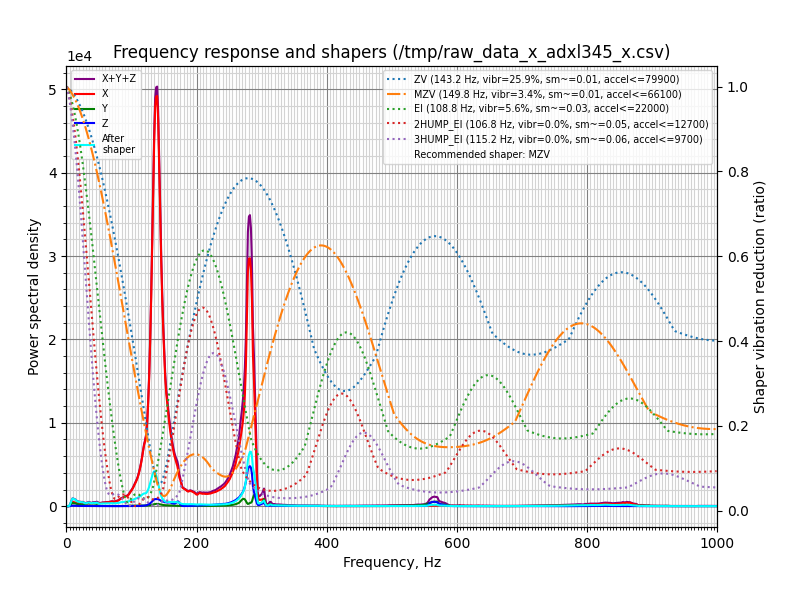 Frequency response and shapers (/tmp/raw_data_x_adxl345_x.csv)
1e4
X+Y+Z
X
Y
Z
After
shaper
ZV (143.2 Hz, vibr=25.9%, sm~=0.01, accel<=79900)
MZV (149.8 Hz, vibr=3.4%, sm~=0.01, accel<=66100)
EI (108.8 Hz, vibr=5.6%, sm~=0.03, accel<=22000)
2HUMP_EI (106.8 Hz, vibr=0.0%, sm~=0.05, accel<=12700)
3HUMP_EI (115.2 Hz, vibr=0.0%, sm~=0.06, accel<=9700)
Recommended shaper: MZV
5
4
3
2
1
0
Power spectral density
1.0
0.8
0.6
0.4
0.2
0.0
Shaper vibration reduction (ratio)
0 200 400 600 800 1000
Frequency, Hz